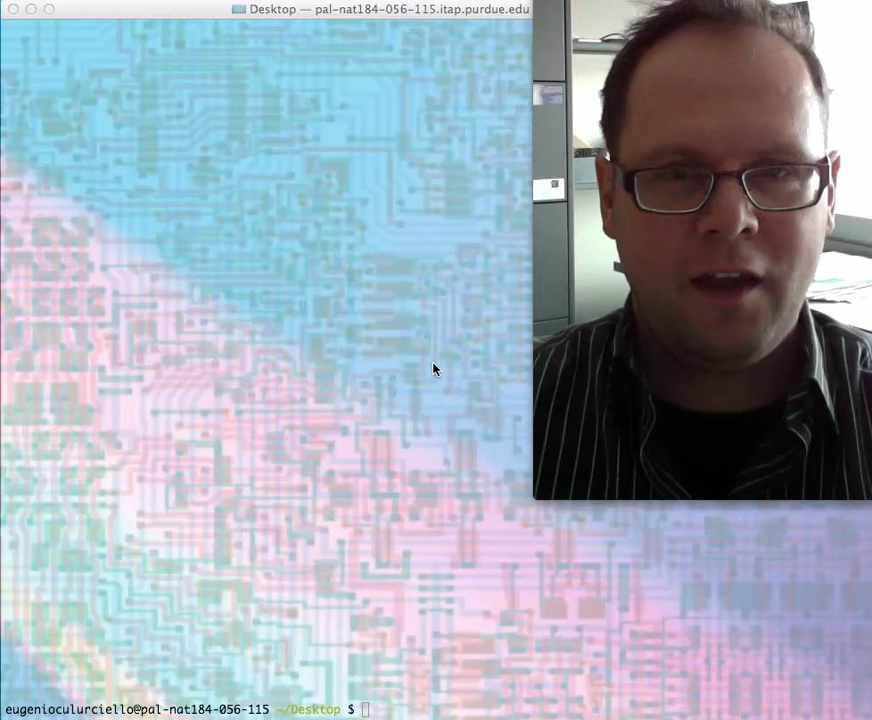 Desktop — pal-nat184-056-115.itap.purdue.edu
eugenioculurciello@pal-nat184-056-115 ~/Desktop $